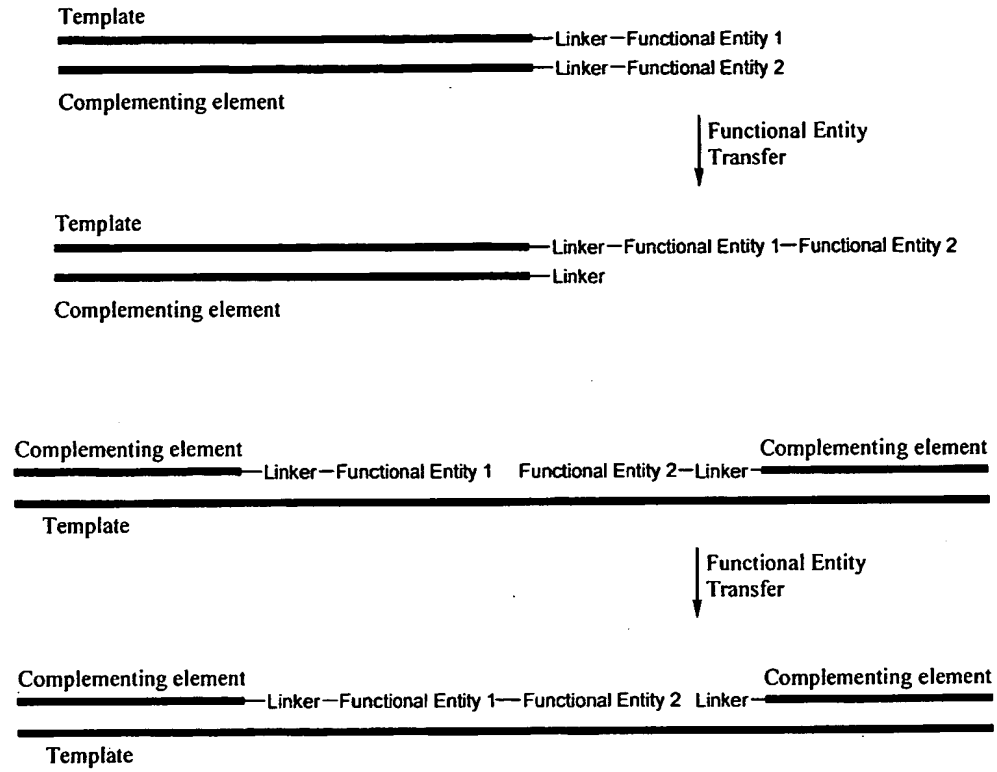 Template
Linker—Functional Entity 1
Linker—Functional Entity 2
Complementing element
Functional Entity
Transfer
Template
Linker—Functional Entity 1—Functional Entity 2
Linker
Complementing element
Complementing element
Complementing element
Linker—Functional Entity 1 Functional Entity 2—Linker
Template
Functional Entity
Transfer
Complementing element
Complementing element
Linker—Functional Entity 1—Functional Entity 2 Linker
Template